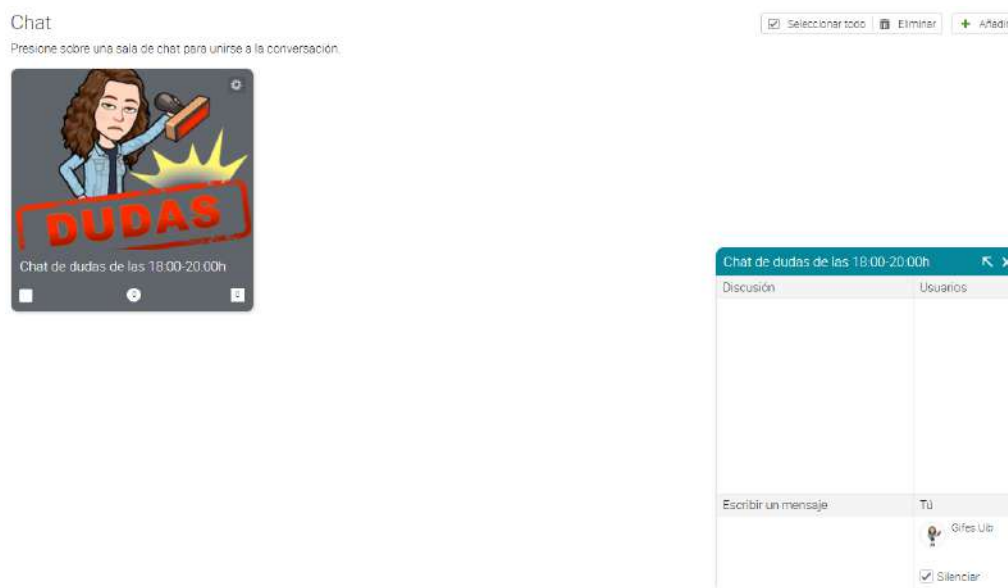 Chat
Seleccionar todo Eliminar + Añadir
Presione sobre una sala de chat para unirse a la conversación.
DUDAS
Chat de dudas de las 18:00-20:00h
Chat de dudas de las 18:00-20:00h
Discusión Usuarios
Escribir un mensaje Tú
Gifes Uib
Silenciar